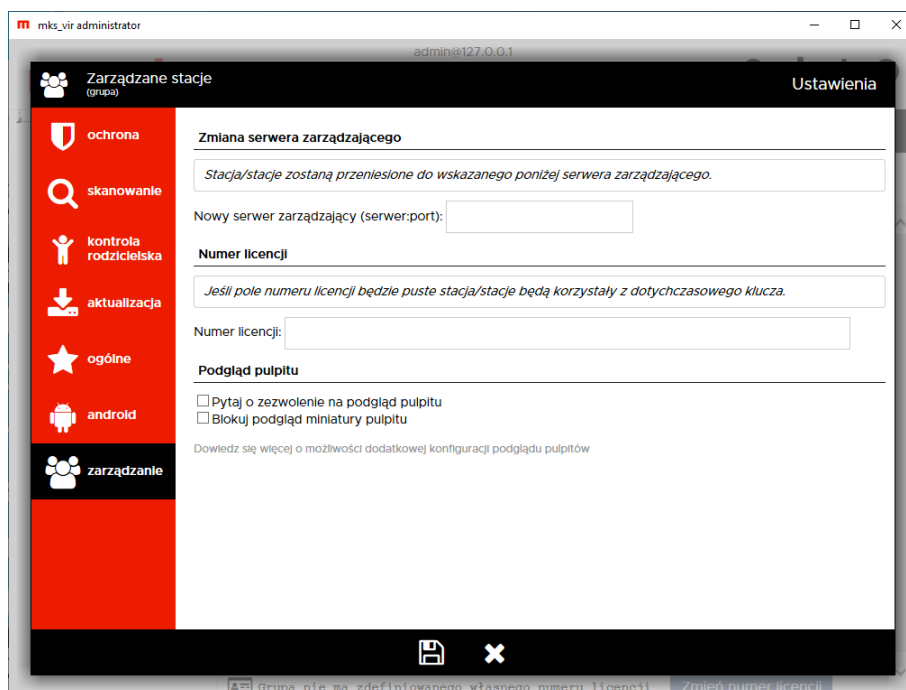 mks_vir administrator
admin@127.0.0.1
Zarządzane stacje
(grupa)
Ustawienia
ochrona
skanowanie
kontrola
rodzicielska
aktualizacja
ogólne
android
zarządzanie
Zmiana serwera zarządzającego
Stacja/stacje zostaną przeniesione do wskazanego poniżej serwera zarządzającego.
Nowy serwer zarządzający (serwer:port):
Numer licencji
Jeśli pole numeru licencji będzie puste stacja/stacje będą korzystały z dotychczasowego klucza.
Numer licencji:
Podgląd pulpitu
Pytaj o zezwolenie na podgląd pulpitu
Blokuj podgląd miniatury pulpitu
Dowiedz się więcej o możliwości dodatkowej konfiguracji podglądu pulpitów
Grupa nie ma zdefiniowanego własnego numeru licencji
Zmień numer licencji